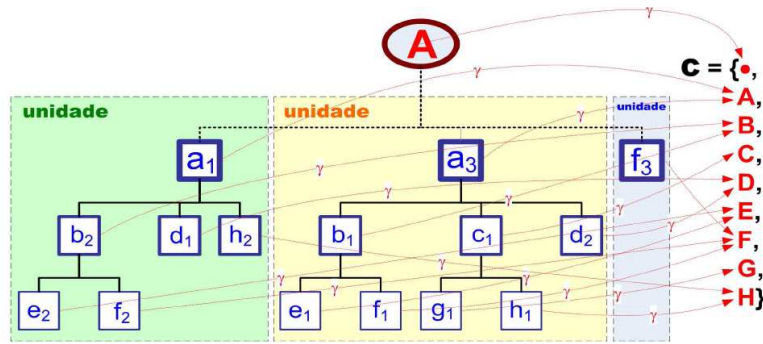 A
γ
C = {•,
γ
γ
A,
unidade
unidade
unidade
B,
a1
a3
f3
C,
γ
γ
γ
D,
γ
γ
E,
b2
d1
h2
b1
c1
d2
F,
γ
γ
γ
γ
G,
e2
f2
e1
f1
g1
h1
γ
γ
H}